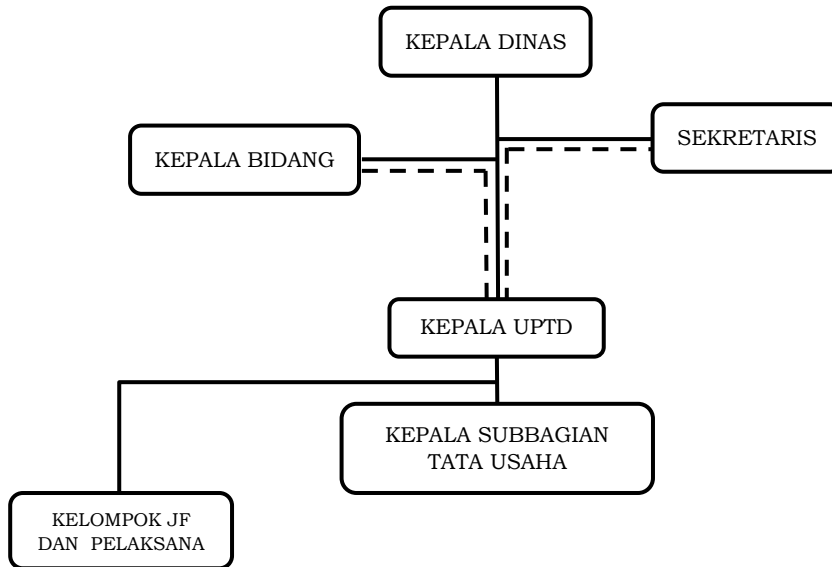 KEPALA DINAS
SEKRETARIS
KEPALA BIDANG
KEPALA UPTD
KEPALA SUBBAGIAN
TATA USAHA
KELOMPOK JF
DAN PELAKSANA